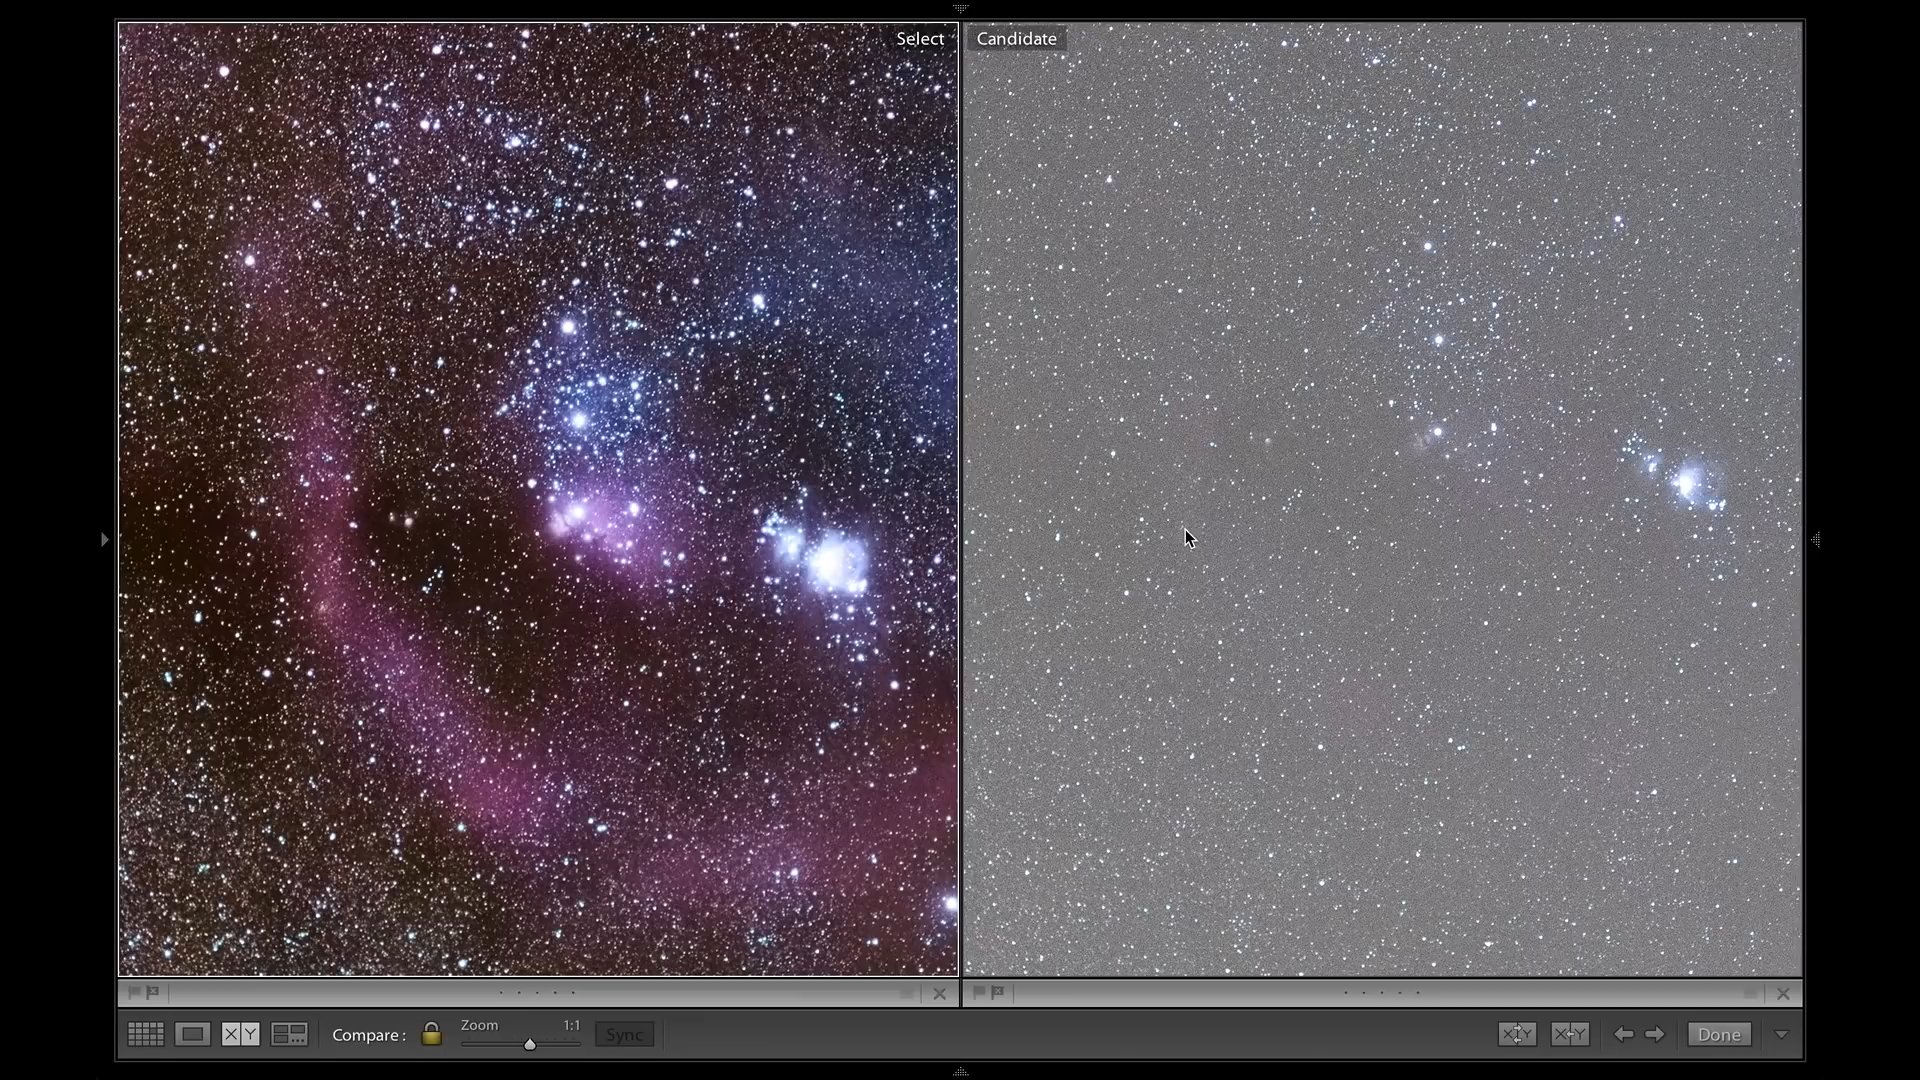 Select
Candidate
Compare :
Zoom
1:1
Sync
X Y
X Y
X Y
Done